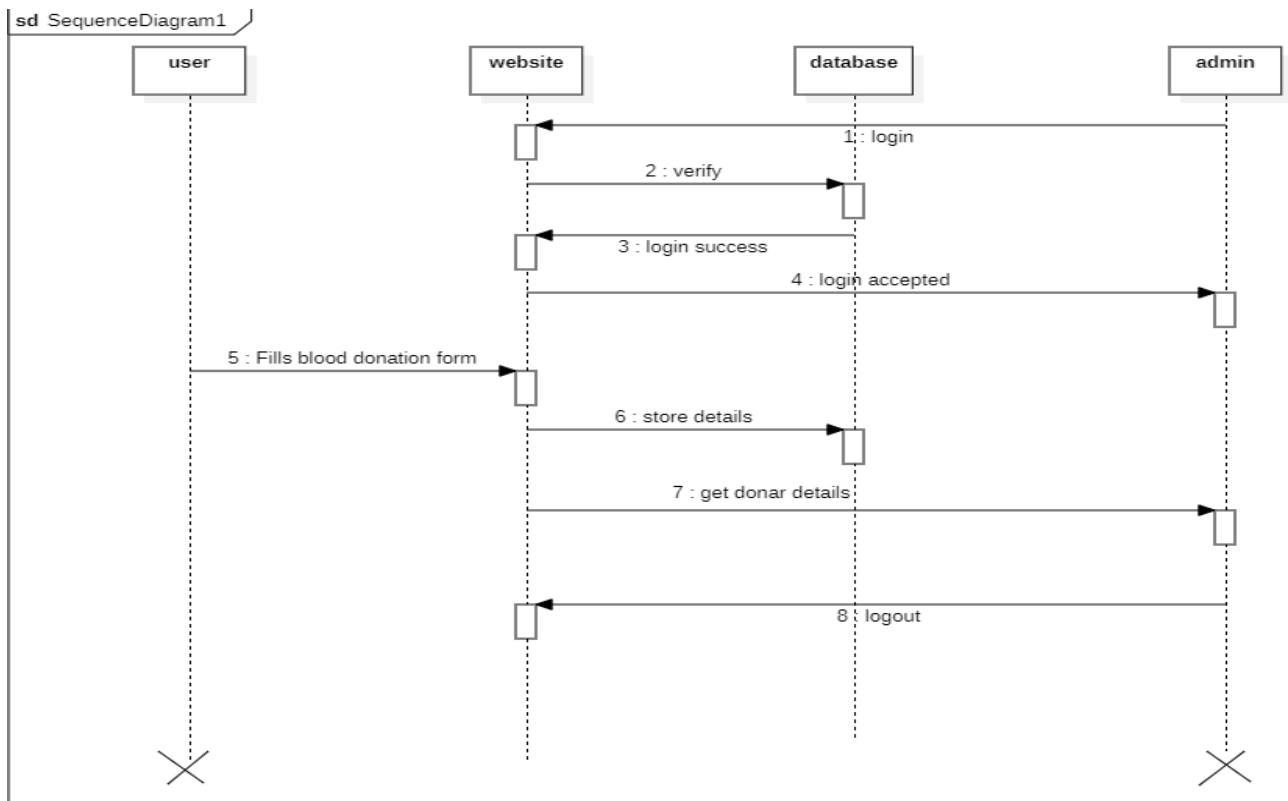 sd SequenceDiagram1
user
website
database
admin
1 : login
2 : verify
3 : login success
4 : login accepted
5 : Fills blood donation form
6 : store details
7 : get donar details
8 : logout